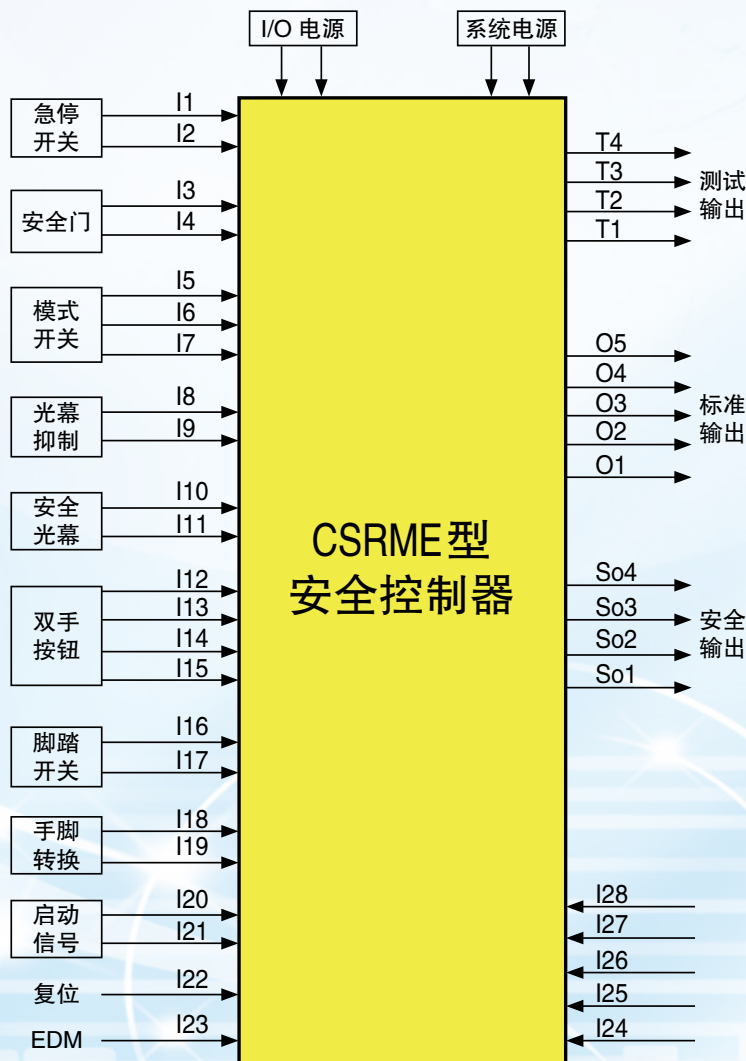 I/O 电源
系统电源
急停
开关
I1
I2
安全门
I3
I4
模式
开关
I5
I6
I7
光幕
抑制
I8
I9
安全
光幕
I10
I11
双手
按钮
I12
I13
I14
I15
脚踏
开关
I16
I17
手脚
转换
I18
I19
启动
信号
I20
I21
复位
I22
EDM
I23
CSRME型
安全控制器
T4
T3
T2
T1
测试
输出
O5
O4
O3
O2
O1
标准
输出
So4
So3
So2
So1
安全
输出
I28
I27
I26
I25
I24